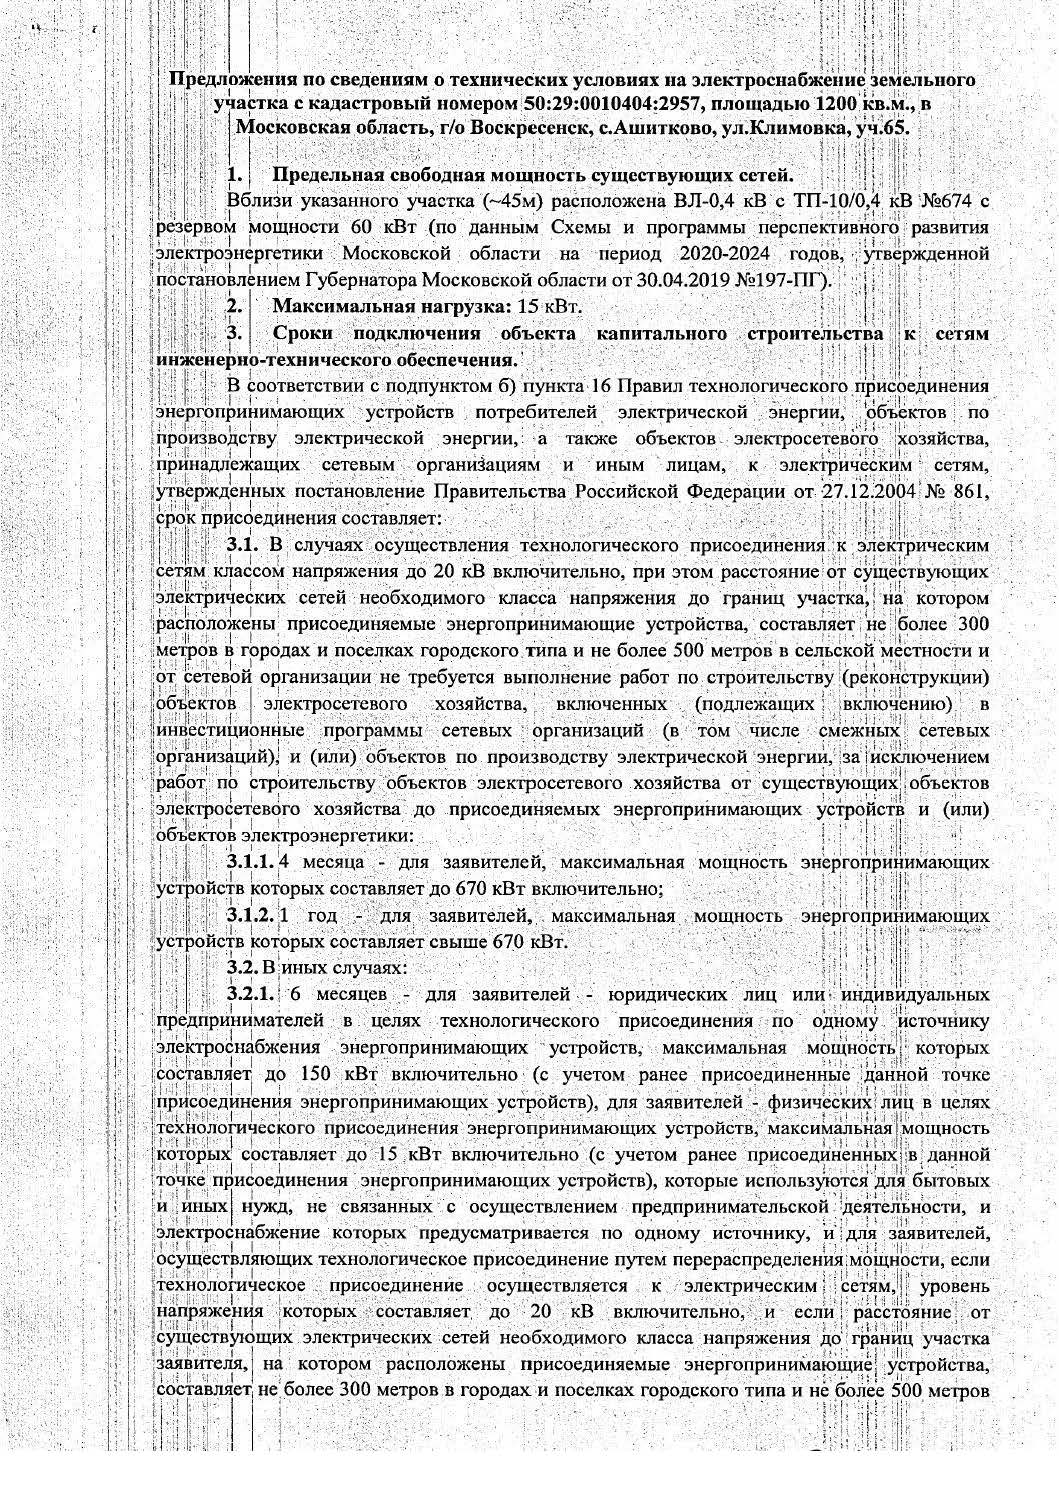 Предложения по сведениям о технических условиях на электроснабжение земельного
участка с кадастровый номером 50:29:0010404:2957, площадью 1200 кв.м., в
Московская область, г/о Воскресенск, с.Ашитково, ул.Климовка, уч.65.
1. Предельная свободная мощность существующих сетей.
Вблизи указанного участка (~45м) расположена ВЛ-0,4 кВ с ТП-10/0,4 кВ №674 с
резервом мощности 60 кВт (по данным Схемы и программы перспективного развития
электроэнергетики Московской области на период 2020-2024 годов, утвержденной
постановлением Губернатора Московской области от 30.04.2019 №197-ПГ).
2. Максимальная нагрузка: 15 кВт.
3. Сроки подключения объекта капитального строительства к сетям
инженерно-технического обеспечения.
В соответствии с подпунктом б) пункта 16 Правил технологического присоединения
энергопринимающих устройств потребителей электрической энергии, объектов по
производству электрической энергии, а также объектов электросетевого хозяйства,
принадлежащих сетевым организациям и иным лицам, к электрическим сетям,
утвержденных постановление Правительства Российской Федерации от 27.12.2004 № 861,
срок присоединения составляет:
3.1. В случаях осуществления технологического присоединения к электрическим
сетям классом напряжения до 20 кВ включительно, при этом расстояние от существующих
электрических сетей необходимого класса напряжения до границ участка, на котором
расположены присоединяемые энергопринимающие устройства, составляет не более 300
метров в городах и поселках городского типа и не более 500 метров в сельской местности и
от сетевой организации не требуется выполнение работ по строительству (реконструкции)
объектов электросетевого хозяйства, включенных (подлежащих включению) в
инвестиционные программы сетевых организаций (в том числе смежных сетевых
организаций), и (или) объектов по производству электрической энергии, за исключением
работ по строительству объектов электросетевого хозяйства от существующих объектов
электросетевого хозяйства до присоединяемых энергопринимающих устройств и (или)
объектов электроэнергетики:
3.1.1. 4 месяца - для заявителей, максимальная мощность энергопринимающих
устройств которых составляет до 670 кВт включительно;
3.1.2. 1 год - для заявителей, максимальная мощность энергопринимающих
устройств которых составляет свыше 670 кВт.
3.2. В иных случаях:
3.2.1. 6 месяцев - для заявителей - юридических лиц или индивидуальных
предпринимателей в целях технологического присоединения по одному источнику
электроснабжения энергопринимающих устройств, максимальная мощность которых
составляет до 150 кВт включительно (с учетом ранее присоединенные данной точке
присоединения энергопринимающих устройств), для заявителей - физических лиц в целях
технологического присоединения энергопринимающих устройств, максимальная мощность
которых составляет до 15 кВт включительно (с учетом ранее присоединенных в данной
точке присоединения энергопринимающих устройств), которые используются для бытовых
и иных нужд, не связанных с осуществлением предпринимательской деятельности, и
электроснабжение которых предусматривается по одному источнику, и для заявителей,
осуществляющих технологическое присоединение путем перераспределения мощности, если
технологическое присоединение осуществляется к электрическим сетям, уровень
напряжения которых составляет до 20 кВ включительно, и если расстояние от
существующих электрических сетей необходимого класса напряжения до границ участка
заявителя, на котором расположены присоединяемые энергопринимающие устройства,
составляет не более 300 метров в городах и поселках городского типа и не более 500 метров